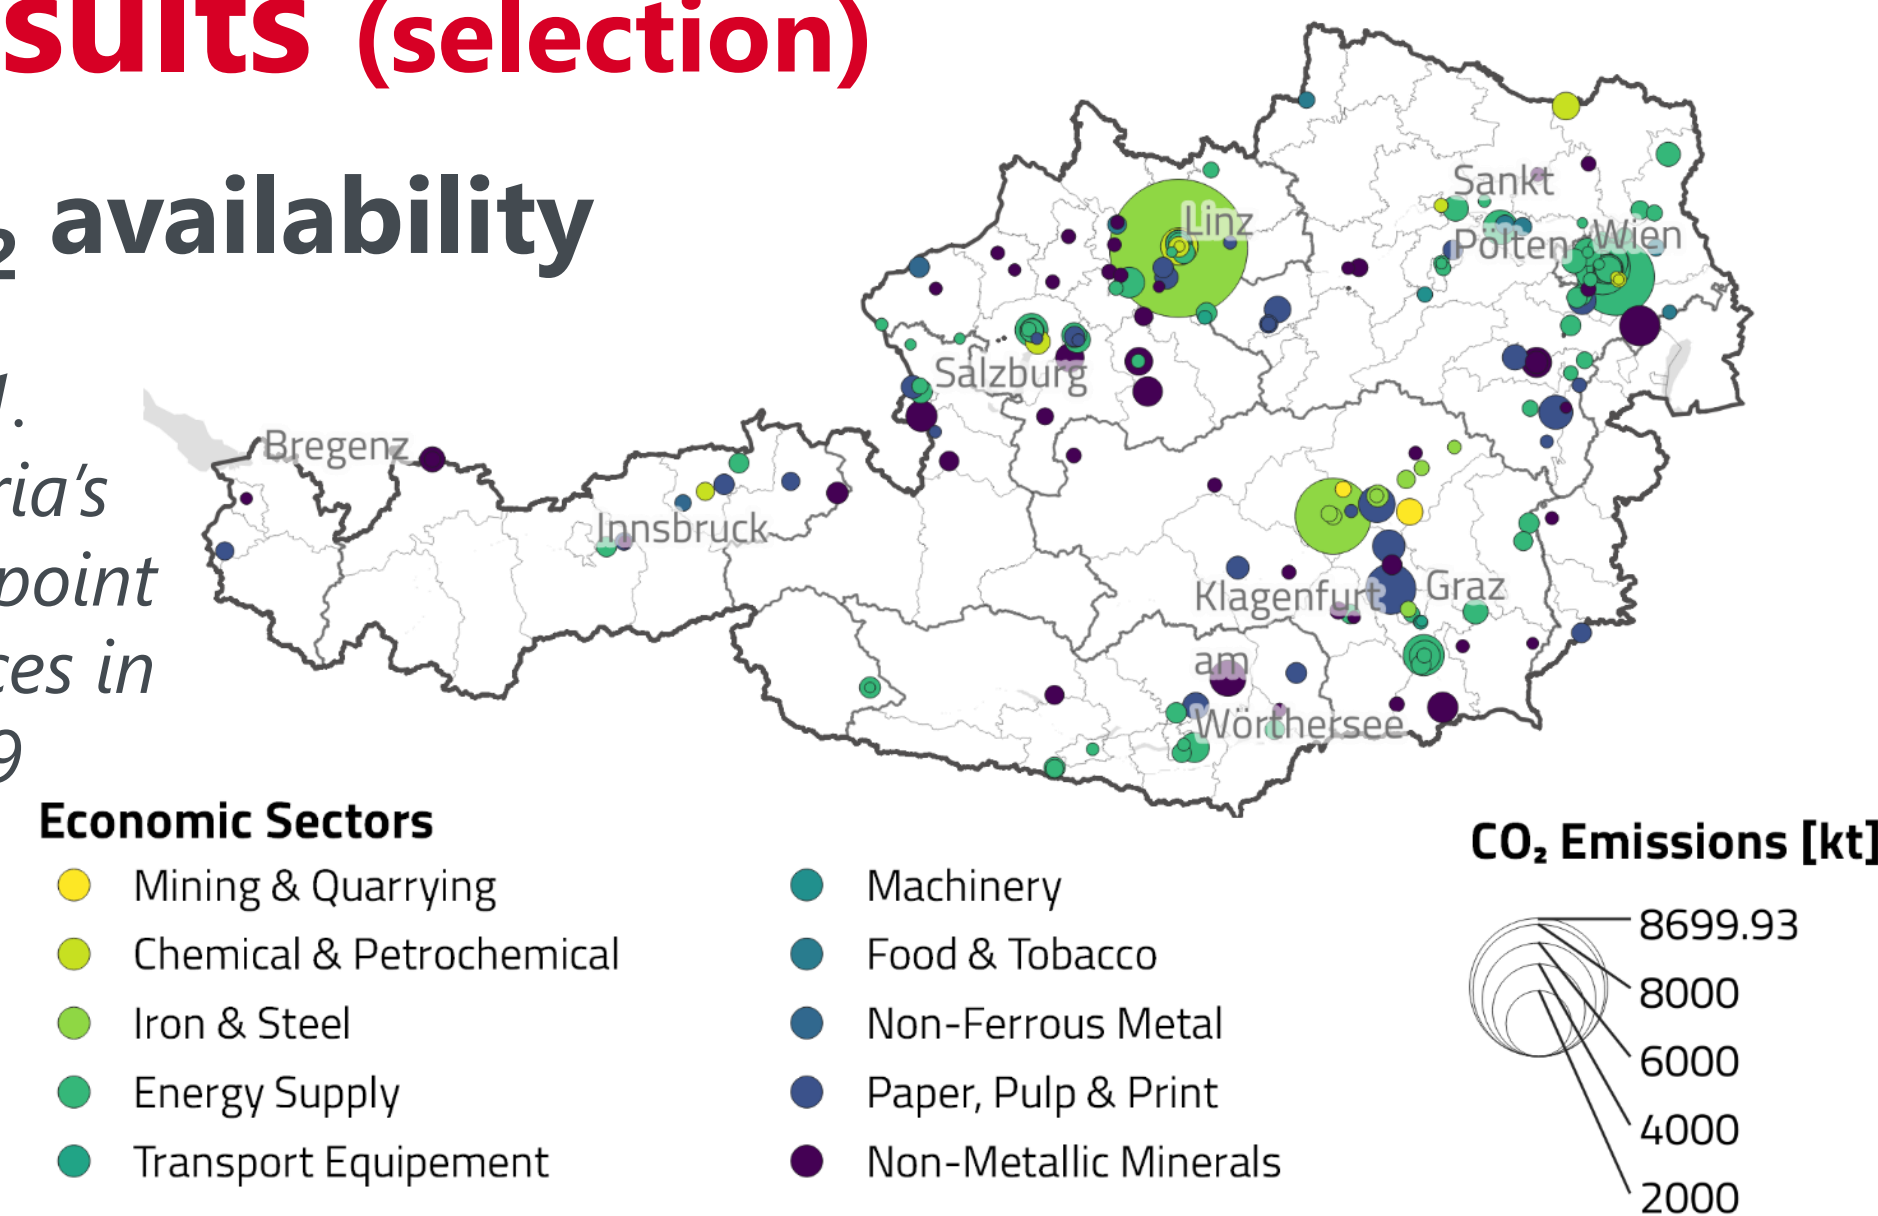 sults (selection)
₂ availability
.
ria's
point
ces in
9
Linz
Sankt
Pölten
Wien
Salzburg
Bregenz
Innsbruck
Klagenfurt
Graz
am
Wörthersee
Economic Sectors
Mining & Quarrying
Chemical & Petrochemical
Iron & Steel
Energy Supply
Transport Equipement
Machinery
Food & Tobacco
Non-Ferrous Metal
Paper, Pulp & Print
Non-Metallic Minerals
CO₂ Emissions [kt]
8699.93
8000
6000
4000
2000